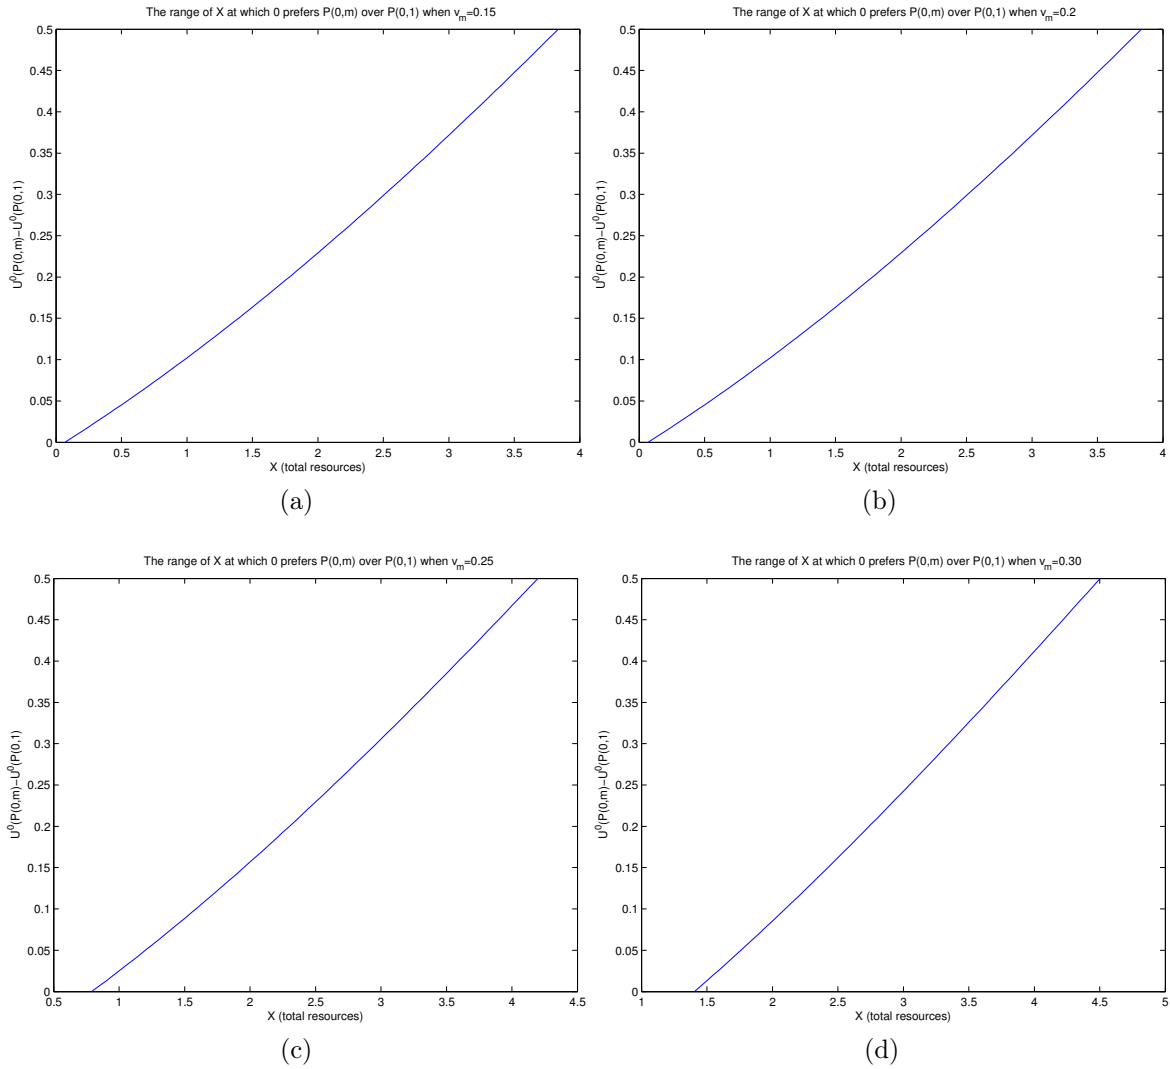 The range of X at which 0 prefers P(0,m) over P(0,1) when v_m=0.15
0.5
0.45
0.4
0.35
0.3
0.25
0.2
0.15
0.1
0.05
0
U^0(P(0,m)−U^0(P(0,1)
0 0.5 1 1.5 2 2.5 3 3.5 4
X (total resources)
(a)
The range of X at which 0 prefers P(0,m) over P(0,1) when v_m=0.2
0.5
0.45
0.4
0.35
0.3
0.25
0.2
0.15
0.1
0.05
0
U^0(P(0,m)−U^0(P(0,1)
0 0.5 1 1.5 2 2.5 3 3.5 4
X (total resources)
(b)
The range of X at which 0 prefers P(0,m) over P(0,1) when v_m=0.25
0.5
0.45
0.4
0.35
0.3
0.25
0.2
0.15
0.1
0.05
0
U^0(P(0,m)−U^0(P(0,1)
0.5 1 1.5 2 2.5 3 3.5 4 4.5
X (total resources)
(c)
The range of X at which 0 prefers P(0,m) over P(0,1) when v_m=0.30
0.5
0.45
0.4
0.35
0.3
0.25
0.2
0.15
0.1
0.05
0
U^0(P(0,m)−U^0(P(0,1)
1 1.5 2 2.5 3 3.5 4 4.5 5
X (total resources)
(d)